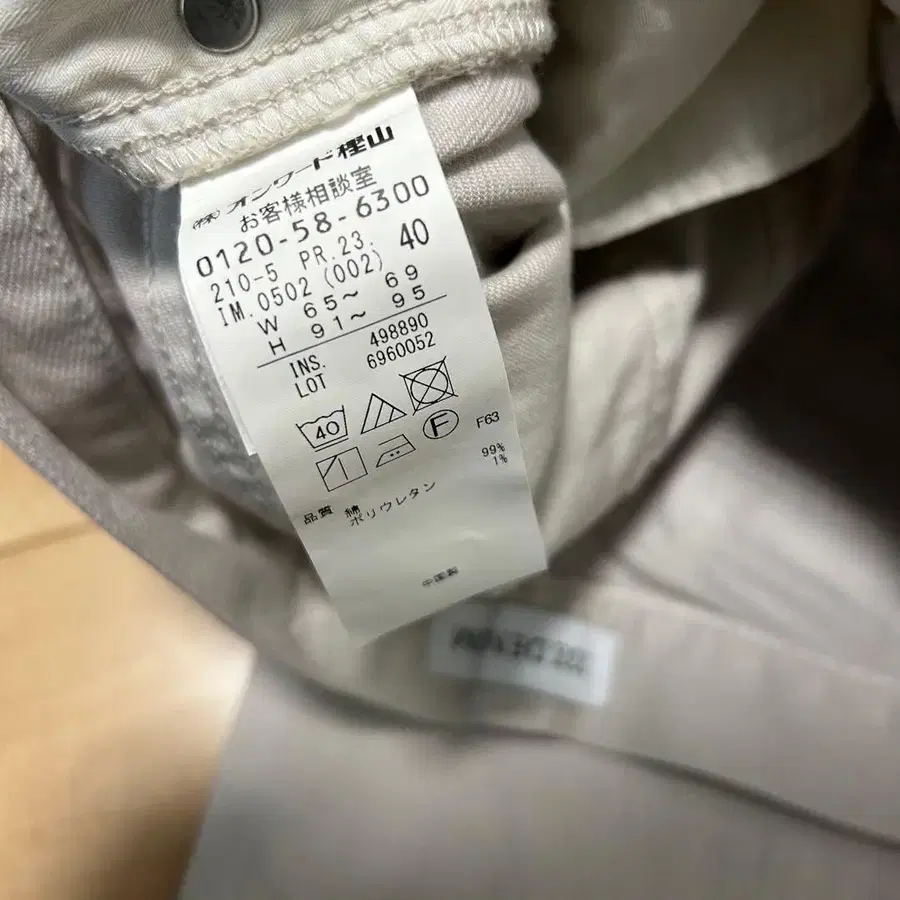 ㈱オンワード樫山
お客様相談室
0120-58-6300
210-5 PR.23. 40
IM.0502 (002)
W 65～ 69
H 91～ 95
INS. 498890
LOT 6960052
40
F F63
品質 綿 99%
ポリウレタン 1%
中国製